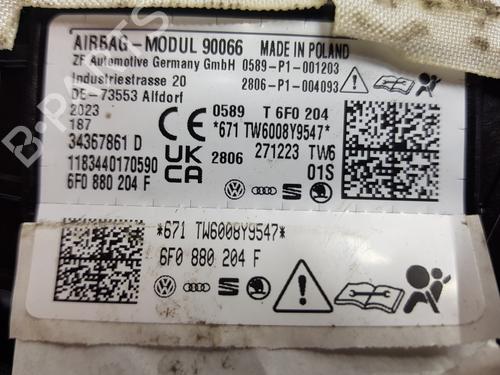 AIRBAG-MODUL 90066 MADE IN POLAND
ZF Automotive Germany GmbH 0589-P1-001203
Industriestrasse 20 2806-P1-004093
DE-73553 Alfdorf
2023 0589 T 6F0 204
187 *671 TW6008Y9547*
34367861 D 2806 271223 TW6
1183440170590 01S
6F0 880 204 F
CE
UK
CA
*671 TW6008Y9547*
6F0 880 204 F
B-Parts